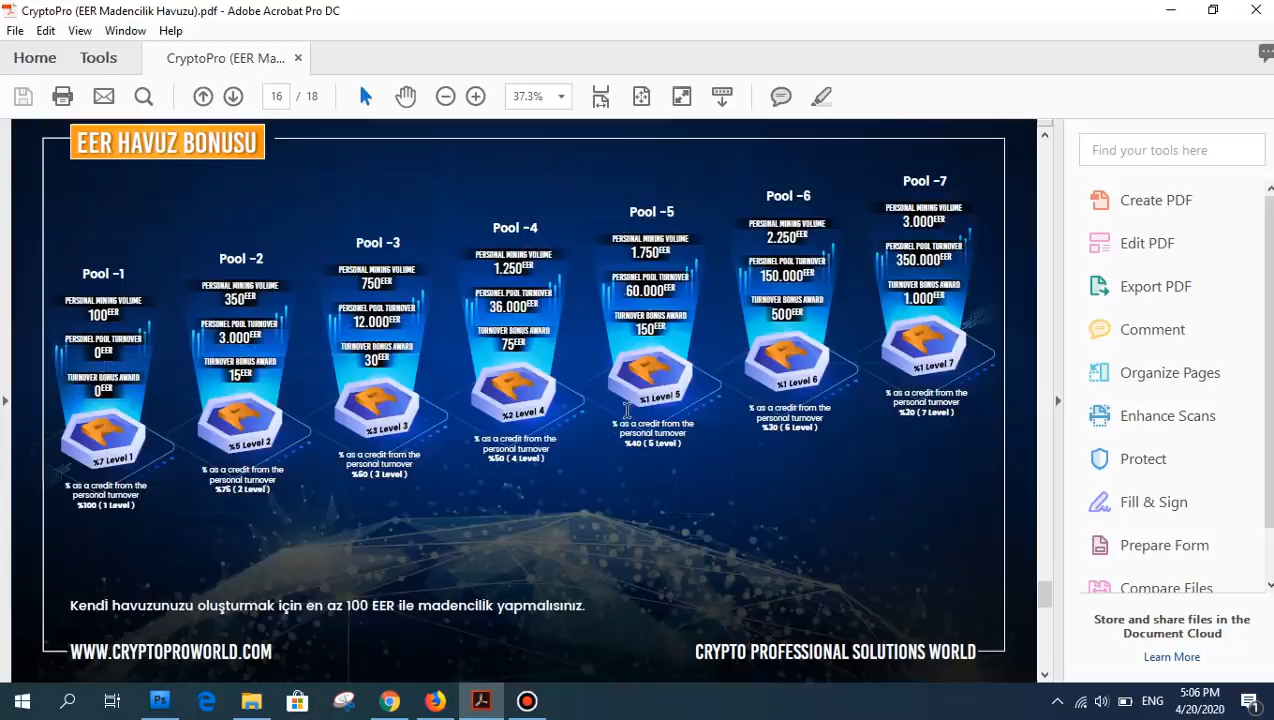 CryptoPro (EER Madencilik Havuzu).pdf - Adobe Acrobat Pro DC
File Edit View Window Help
Home Tools CryptoPro (EER Ma... ×
16 / 18 37.3%
EER HAVUZ BONUSU
Pool -1
PERSONAL MINING VOLUME
100EER
PERSONEL POOL TURNOVER
0EER
TURNOVER BONUS AWARD
0EER
%7 Level 1
% as a credit from the
personal turnover
%100 ( 1 Level )
Pool -2
PERSONAL MINING VOLUME
350EER
PERSONEL POOL TURNOVER
3.000EER
TURNOVER BONUS AWARD
15EER
%5 Level 2
% as a credit from the
personal turnover
%75 ( 2 Level )
Pool -3
PERSONAL MINING VOLUME
750EER
PERSONEL POOL TURNOVER
12.000EER
TURNOVER BONUS AWARD
30EER
%3 Level 3
% as a credit from the
personal turnover
%60 ( 3 Level )
Pool -4
PERSONAL MINING VOLUME
1.250EER
PERSONEL POOL TURNOVER
36.000EER
TURNOVER BONUS AWARD
75EER
%2 Level 4
% as a credit from the
personal turnover
%50 ( 4 Level )
Pool -5
PERSONAL MINING VOLUME
1.750EER
PERSONEL POOL TURNOVER
60.000EER
TURNOVER BONUS AWARD
150EER
%1 Level 5
% as a credit from the
personal turnover
%40 ( 5 Level )
Pool -6
PERSONAL MINING VOLUME
2.250EER
PERSONEL POOL TURNOVER
150.000EER
TURNOVER BONUS AWARD
500EER
%1 Level 6
% as a credit from the
personal turnover
%30 ( 6 Level )
Pool -7
PERSONAL MINING VOLUME
3.000EER
PERSONEL POOL TURNOVER
350.000EER
TURNOVER BONUS AWARD
1.000EER
%1 Level 7
% as a credit from the
personal turnover
%20 ( 7 Level )
Kendi havuzunuzu oluşturmak için en az 100 EER ile madencilik yapmalısınız.
WWW.CRYPTOPROWORLD.COM
CRYPTO PROFESSIONAL SOLUTIONS WORLD
Find your tools here
Create PDF
Edit PDF
Export PDF
Comment
Organize Pages
Enhance Scans
Protect
Fill & Sign
Prepare Form
Compare Files
Store and share files in the
Document Cloud
Learn More
Ps
ENG
5:06 PM
4/20/2020
1